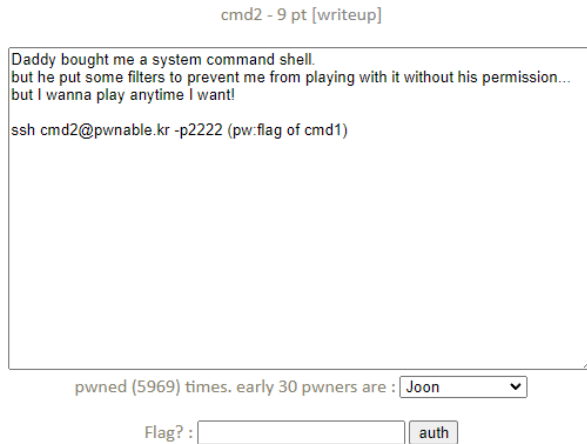 cmd2 - 9 pt [writeup]
Daddy bought me a system command shell.
but he put some filters to prevent me from playing with it without his permission...
but I wanna play anytime I want!
ssh cmd2@pwnable.kr -p2222 (pw:flag of cmd1)
pwned (5969) times. early 30 pwners are : Joon
Flag? : auth